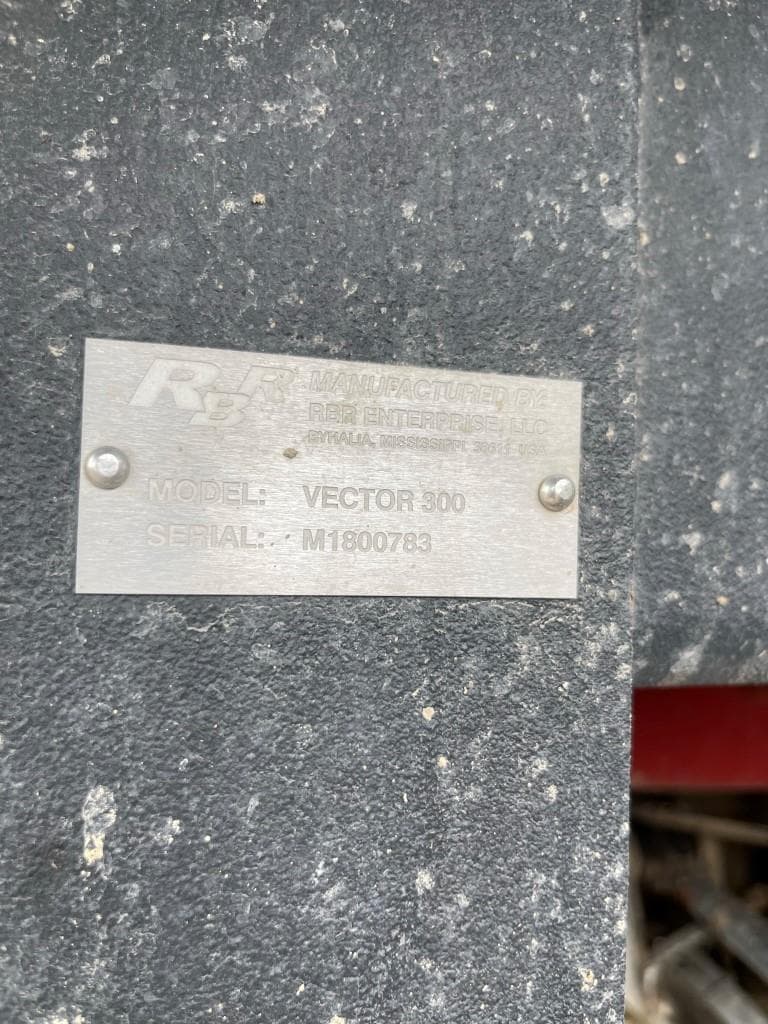 RBR
MANUFACTURED BY:
RBR ENTERPRISE, LLC
BYHALIA, MISSISSIPPI,
MODEL: VECTOR 300
SERIAL: M1800783